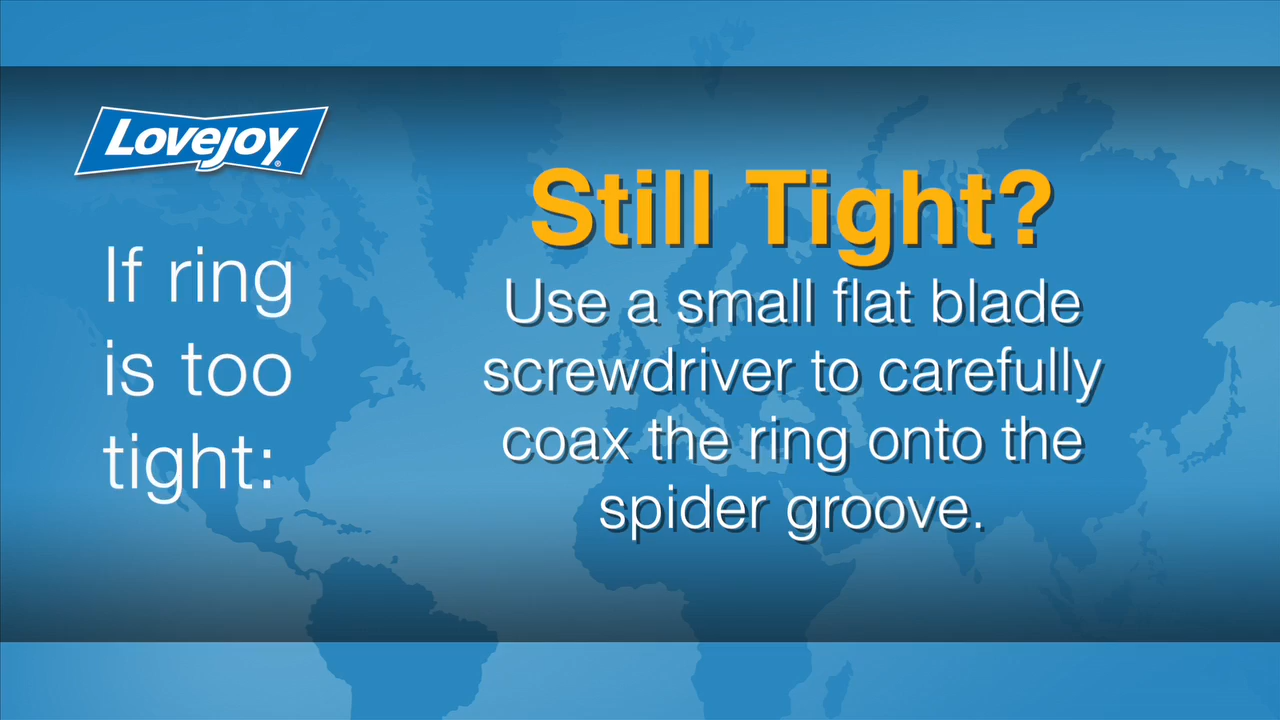 Lovejoy®
If ring
is too
tight:
Still Tight?
Use a small flat blade
screwdriver to carefully
coax the ring onto the
spider groove.